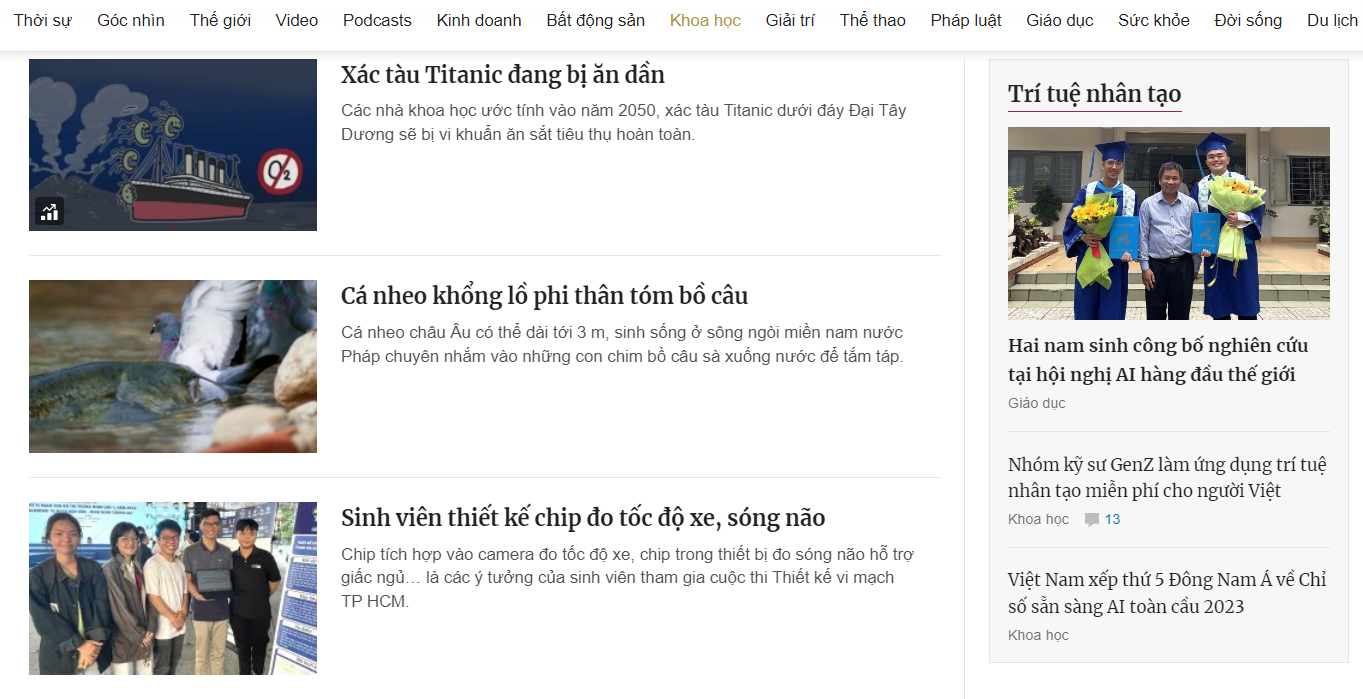 Thời sự Góc nhìn Thế giới Video Podcasts Kinh doanh Bất động sản Khoa học Giải trí Thể thao Pháp luật Giáo dục Sức khỏe Đời sống Du lịch
Xác tàu Titanic đang bị ăn dần
Các nhà khoa học ước tính vào năm 2050, xác tàu Titanic dưới đáy Đại Tây
Dương sẽ bị vi khuẩn ăn sắt tiêu thụ hoàn toàn.
O2
Cá nheo khổng lồ phi thân tóm bồ câu
Cá nheo châu Âu có thể dài tới 3 m, sinh sống ở sông ngòi miền nam nước
Pháp chuyên nhắm vào những con chim bồ câu sà xuống nước để tắm táp.
Sinh viên thiết kế chip đo tốc độ xe, sóng não
Chip tích hợp vào camera đo tốc độ xe, chip trong thiết bị đo sóng não hỗ trợ
giấc ngủ… là các ý tưởng của sinh viên tham gia cuộc thi Thiết kế vi mạch
TP HCM.
Trí tuệ nhân tạo
Hai nam sinh công bố nghiên cứu
tại hội nghị AI hàng đầu thế giới
Giáo dục
Nhóm kỹ sư GenZ làm ứng dụng trí tuệ
nhân tạo miễn phí cho người Việt
Khoa học 13
Việt Nam xếp thứ 5 Đông Nam Á về Chỉ
số sẵn sàng AI toàn cầu 2023
Khoa học